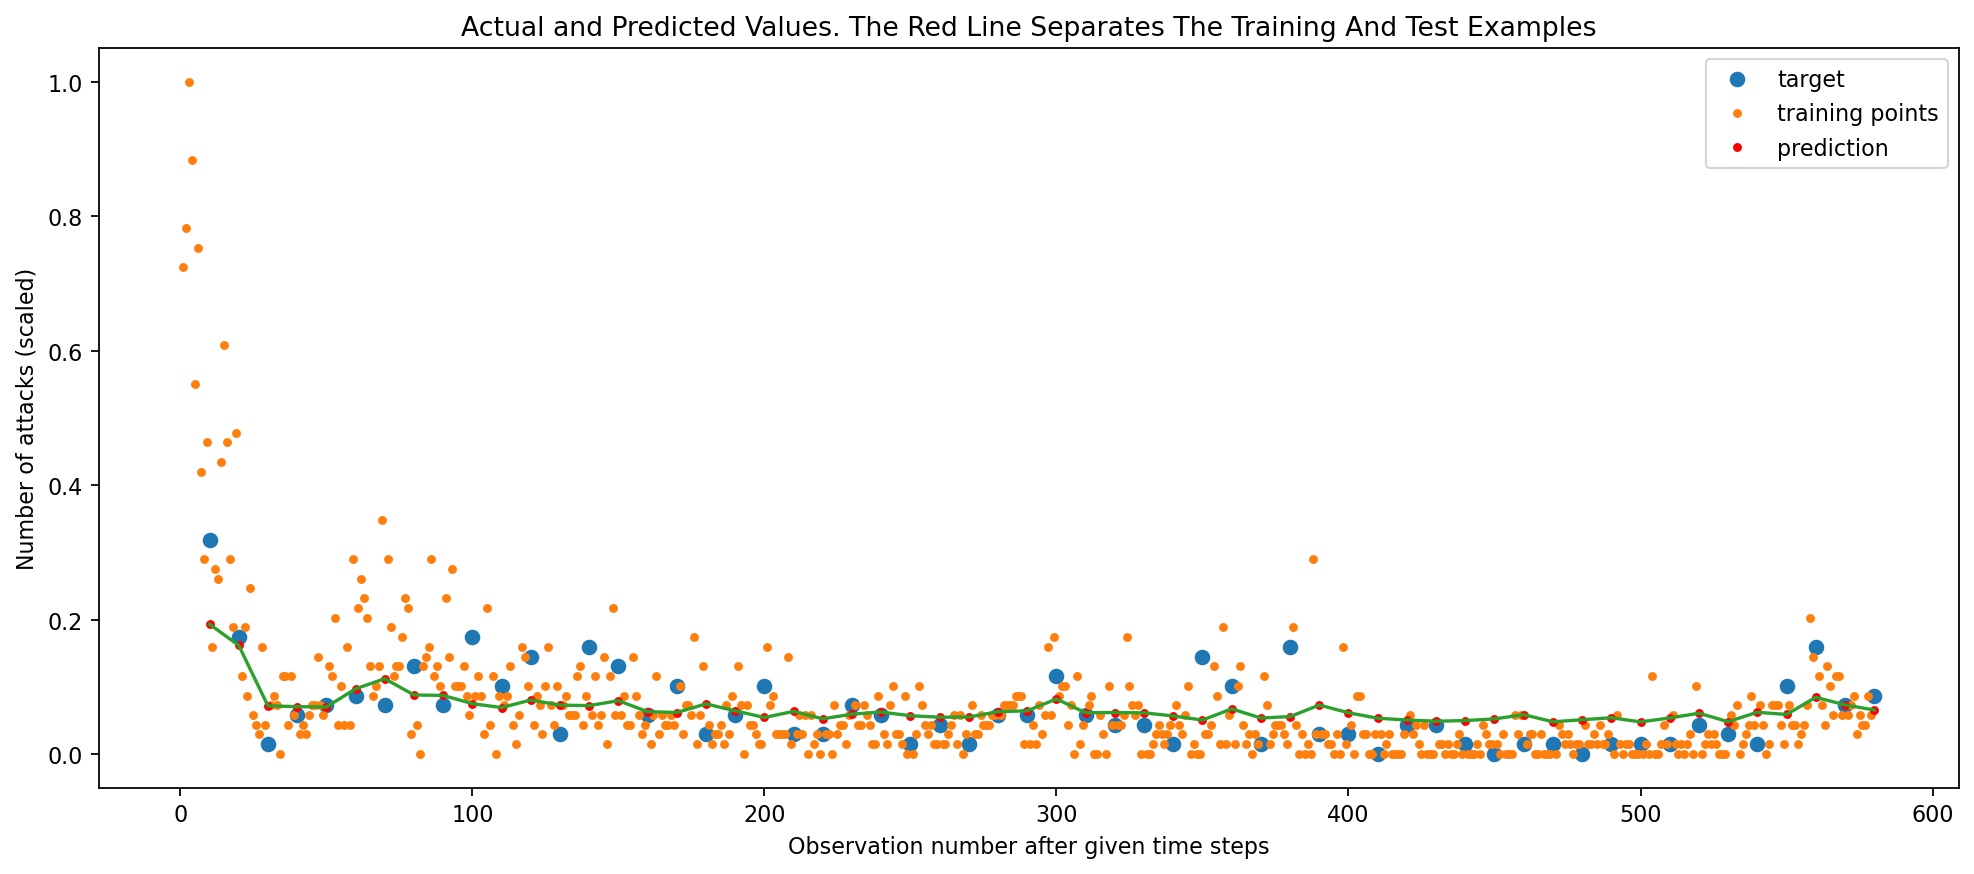 Actual and Predicted Values. The Red Line Separates The Training And Test Examples
target
training points
prediction
Number of attacks (scaled)
1.0
0.8
0.6
0.4
0.2
0.0
0 100 200 300 400 500 600
Observation number after given time steps